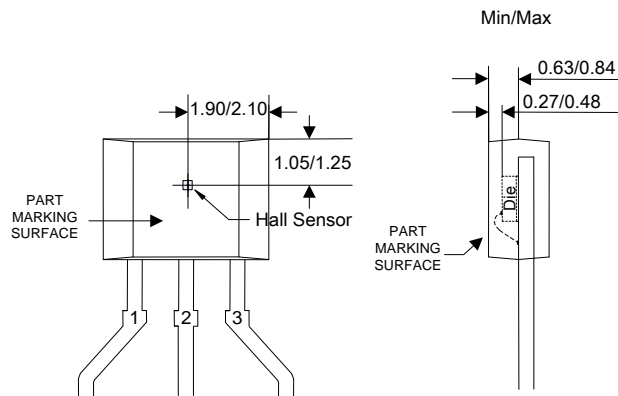 Min/Max
0.63/0.84
0.27/0.48
1.90/2.10
1.05/1.25
PART
MARKING
SURFACE
Hall Sensor
Die
PART
MARKING
SURFACE
1
2
3